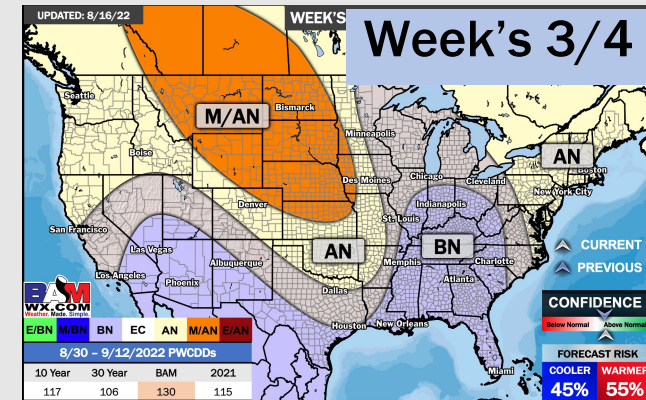 UPDATED: 8/16/22
WEEK'S
Week's 3/4
Seattle
Bismarck
M/AN
Minneapolis
Boise
AN
Boston
Des Moines
Chicago
Cleveland
New York City
Denver
Indianapolis
St. Louis
San Francisco
Las Vegas
Albuquerque
AN
BN
CURRENT
Memphis
Charlotte
PREVIOUS
Los Angeles
Phoenix
Dallas
Atlanta
BAM
WX.COM
Weather. Made. Simple.
CONFIDENCE
Houston
New Orleans
Below Normal
Above Normal
E/BN M/BN BN EC AN M/AN E/AN
8/30 – 9/12/2022 PWCDDs
FORECAST RISK
Miami
COOLER WARMER
10 Year 30 Year BAM 2021
45% 55%
117 106 130 115